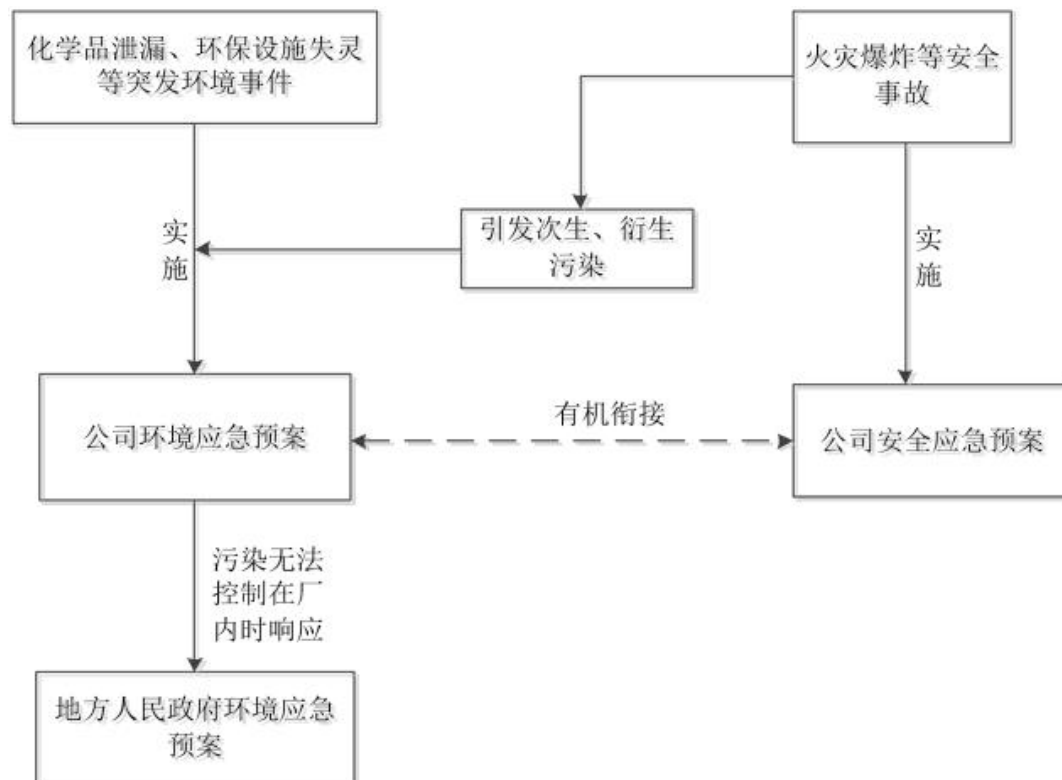 化学品泄漏、环保设施失灵
等突发环境事件
火灾爆炸等安全
事故
引发次生、衍生
污染
实
施
实
施
公司环境应急预案
有机衔接
公司安全应急预案
污染无法
控制在厂
内时响应
地方人民政府环境应急
预案